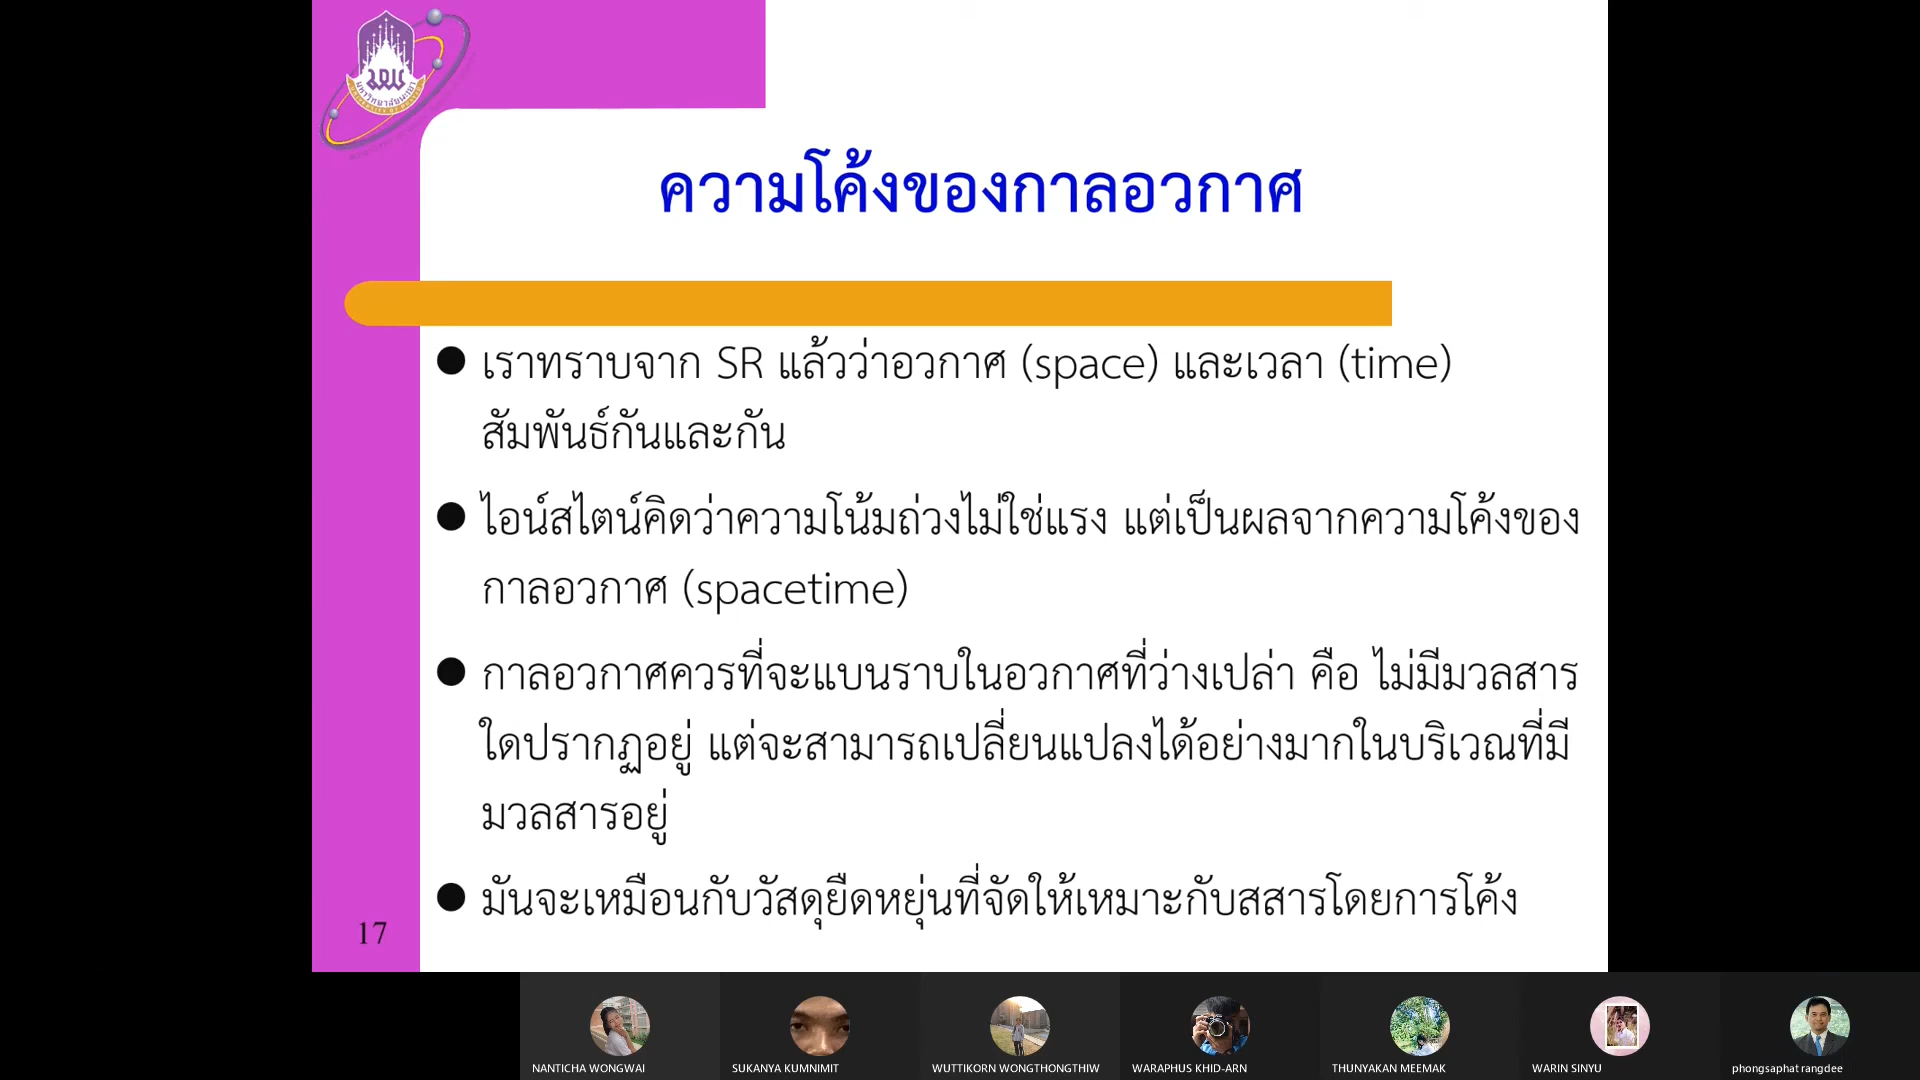 มหาวิทยาลัยพะเยา
ความโค้งของกาลอวกาศ
เราทราบจาก SR แล้วว่าอวกาศ (space) และเวลา (time)
สัมพันธ์กันและกัน
ไอน์สไตน์คิดว่าความโน้มถ่วงไม่ใช่แรง แต่เป็นผลจากความโค้งของ
กาลอวกาศ (spacetime)
กาลอวกาศควรที่จะแบนราบในอวกาศที่ว่างเปล่า คือ ไม่มีมวลสาร
ใดปรากฏอยู่ แต่จะสามารถเปลี่ยนแปลงได้อย่างมากในบริเวณที่มี
มวลสารอยู่
มันจะเหมือนกับวัสดุยืดหยุ่นที่จัดให้เหมาะกับสสารโดยการโค้ง
17
NANTICHA WONGWAI
SUKANYA KUMNIMIT
WUTTIKORN WONGTHONGTHIW
WARAPHUS KHID-ARN
THUNYAKAN MEEMAK
WARIN SINYU
phongsaphat rangdee